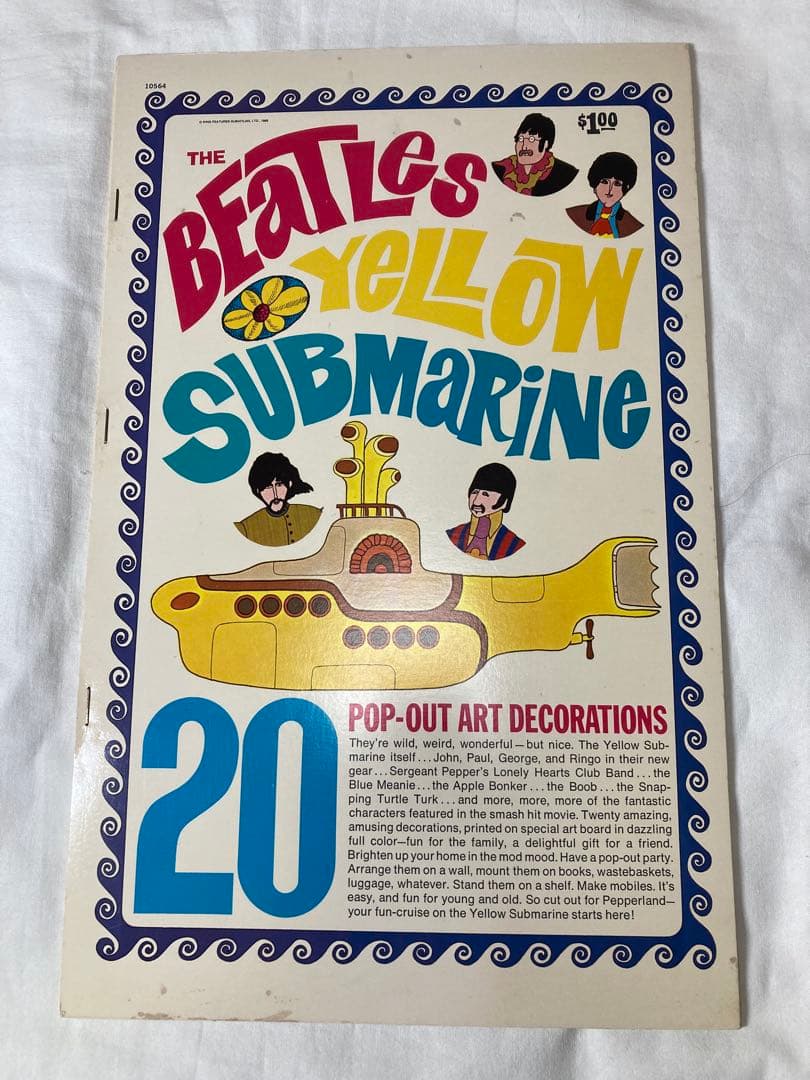 10564
© KING FEATURES SUBAFILMS, LTD., 1968
$1.00
THE
BEATLES
YELLOW
SUBMARINE
20
POP-OUT ART DECORATIONS
They're wild, weird, wonderful—but nice. The Yellow Sub-
marine itself...John, Paul, George, and Ringo in their new
gear...Sergeant Pepper's Lonely Hearts Club Band...the
Blue Meanie...the Apple Bonker...the Boob...the Snap-
ping Turtle Turk...and more, more, more of the fantastic
characters featured in the smash hit movie. Twenty amazing,
amusing decorations, printed on special art board in dazzling
full color—fun for the family, a delightful gift for a friend.
Brighten up your home in the mod mood. Have a pop-out party.
Arrange them on a wall, mount them on books, wastebaskets,
luggage, whatever. Stand them on a shelf. Make mobiles. It's
easy, and fun for young and old. So cut out for Pepperland—
your fun-cruise on the Yellow Submarine starts here!